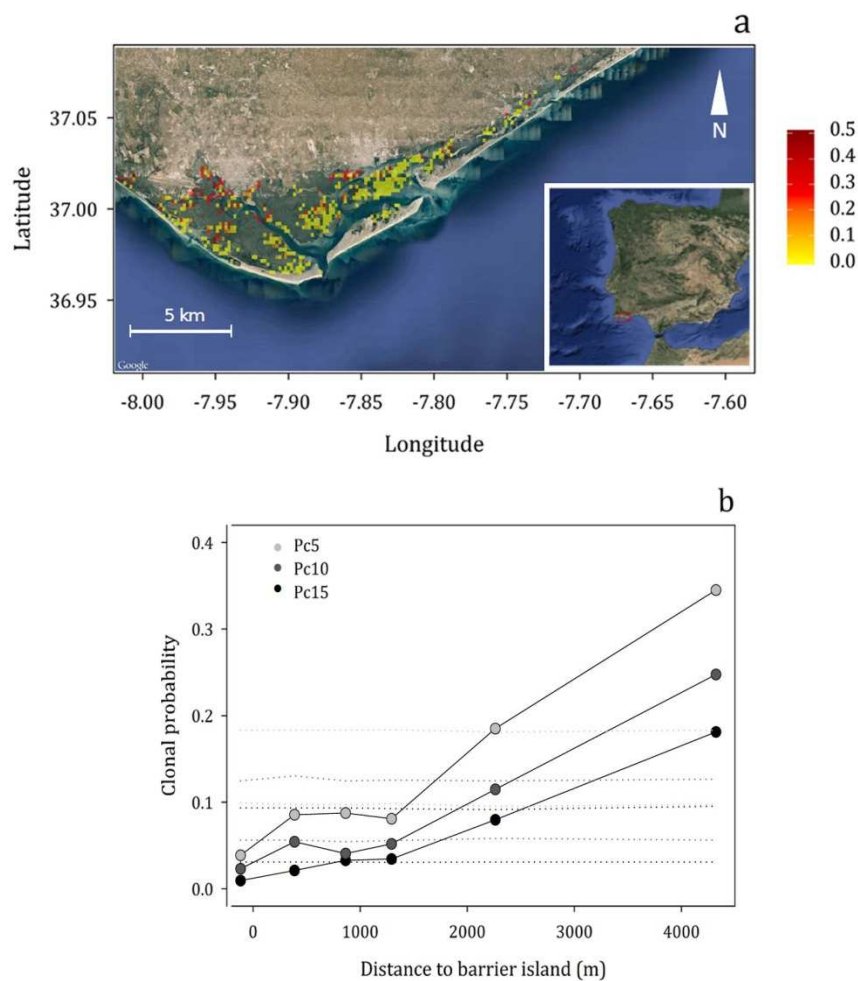 a
37.05
37.00
36.95
Latitude
N
5 km
Google
-8.00 -7.95 -7.90 -7.85 -7.80 -7.75 -7.70 -7.65 -7.60
Longitude
0.5
0.4
0.3
0.2
0.1
0.0
b
Pc5
Pc10
Pc15
0.4
0.3
0.2
0.1
0.0
Clonal probability
0 1000 2000 3000 4000
Distance to barrier island (m)